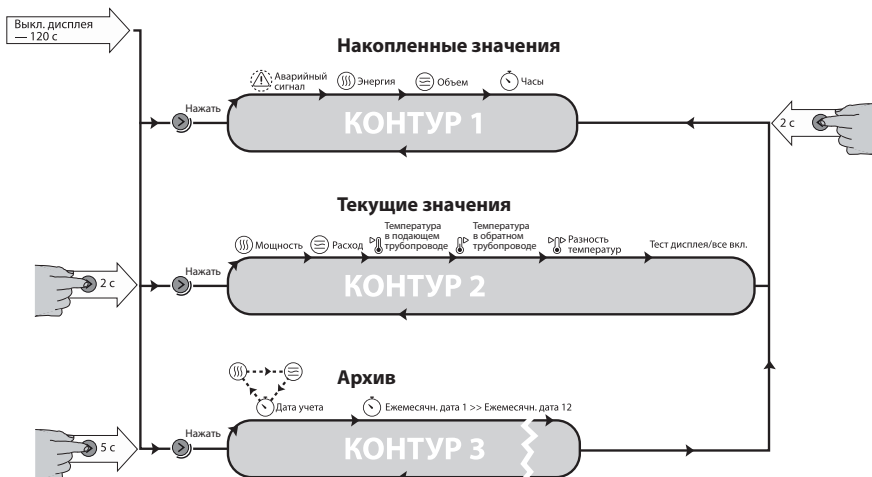 Выкл. дисплея
— 120 с
Накопленные значения
Аварийный
сигнал
Энергия
Объем
Часы
Нажать
КОНТУР 1
2 с
Текущие значения
Мощность
Расход
Температура
в подающем
трубопроводе
Температура
в обратном
трубопроводе
Разность
температур
Тест дисплея/все вкл.
2 с
Нажать
КОНТУР 2
Архив
Дата учета
Ежемесячн. дата 1 >> Ежемесячн. дата 12
5 с
Нажать
КОНТУР 3